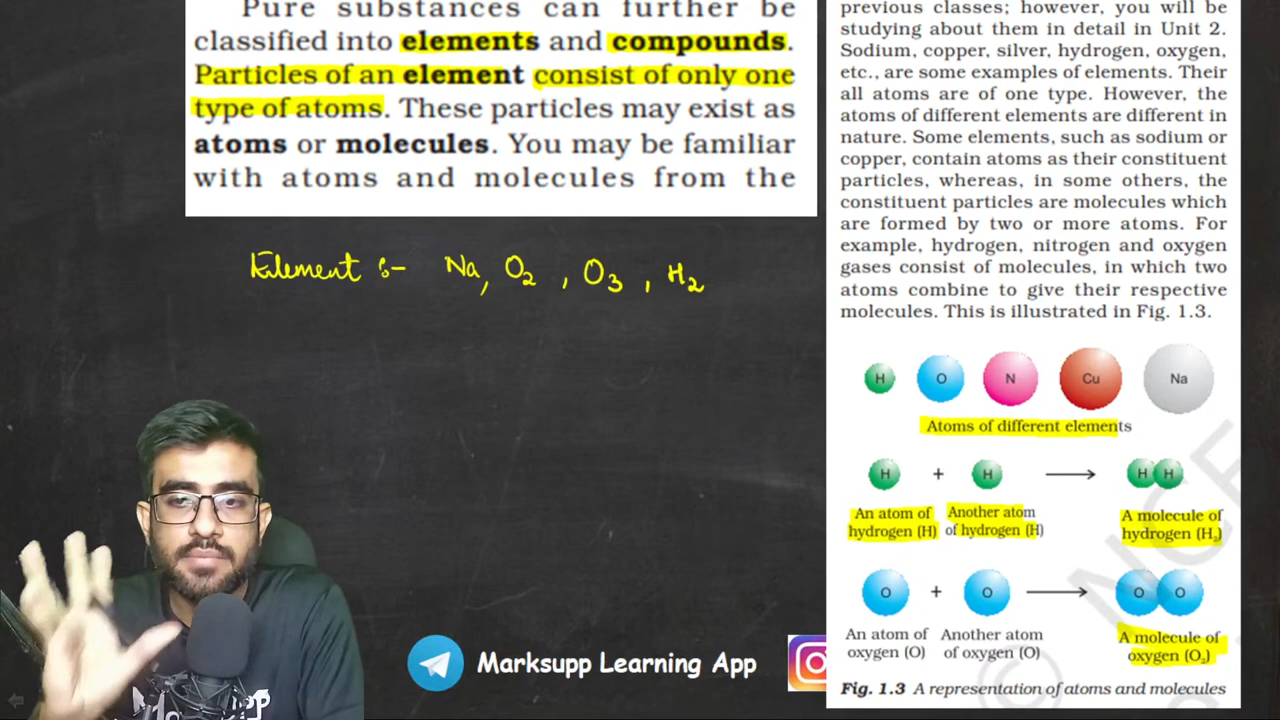 Pure substances can further be
classified into elements and compounds.
Particles of an element consist of only one
type of atoms. These particles may exist as
atoms or molecules. You may be familiar
with atoms and molecules from the
Element :- Na, O2 , O3 , H2
previous classes; however, you will be
studying about them in detail in Unit 2.
Sodium, copper, silver, hydrogen, oxygen,
etc., are some examples of elements. Their
all atoms are of one type. However, the
atoms of different elements are different in
nature. Some elements, such as sodium or
copper, contain atoms as their constituent
particles, whereas, in some others, the
constituent particles are molecules which
are formed by two or more atoms. For
example, hydrogen, nitrogen and oxygen
gases consist of molecules, in which two
atoms combine to give their respective
molecules. This is illustrated in Fig. 1.3.
H O N Cu Na
Atoms of different elements
H + H → H H
An atom of hydrogen (H)
Another atom of hydrogen (H)
A molecule of hydrogen (H2)
O + O → O O
An atom of oxygen (O)
Another atom of oxygen (O)
A molecule of oxygen (O2)
Fig. 1.3 A representation of atoms and molecules
Marksupp Learning App